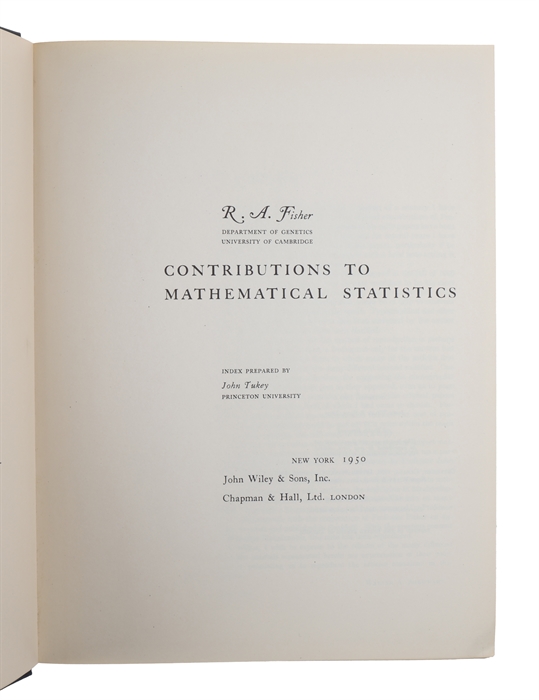 R. A. Fisher
DEPARTMENT OF GENETICS
UNIVERSITY OF CAMBRIDGE
CONTRIBUTIONS TO
MATHEMATICAL STATISTICS
INDEX PREPARED BY
John Tukey
PRINCETON UNIVERSITY
NEW YORK 1950
John Wiley & Sons, Inc.
Chapman & Hall, Ltd. LONDON